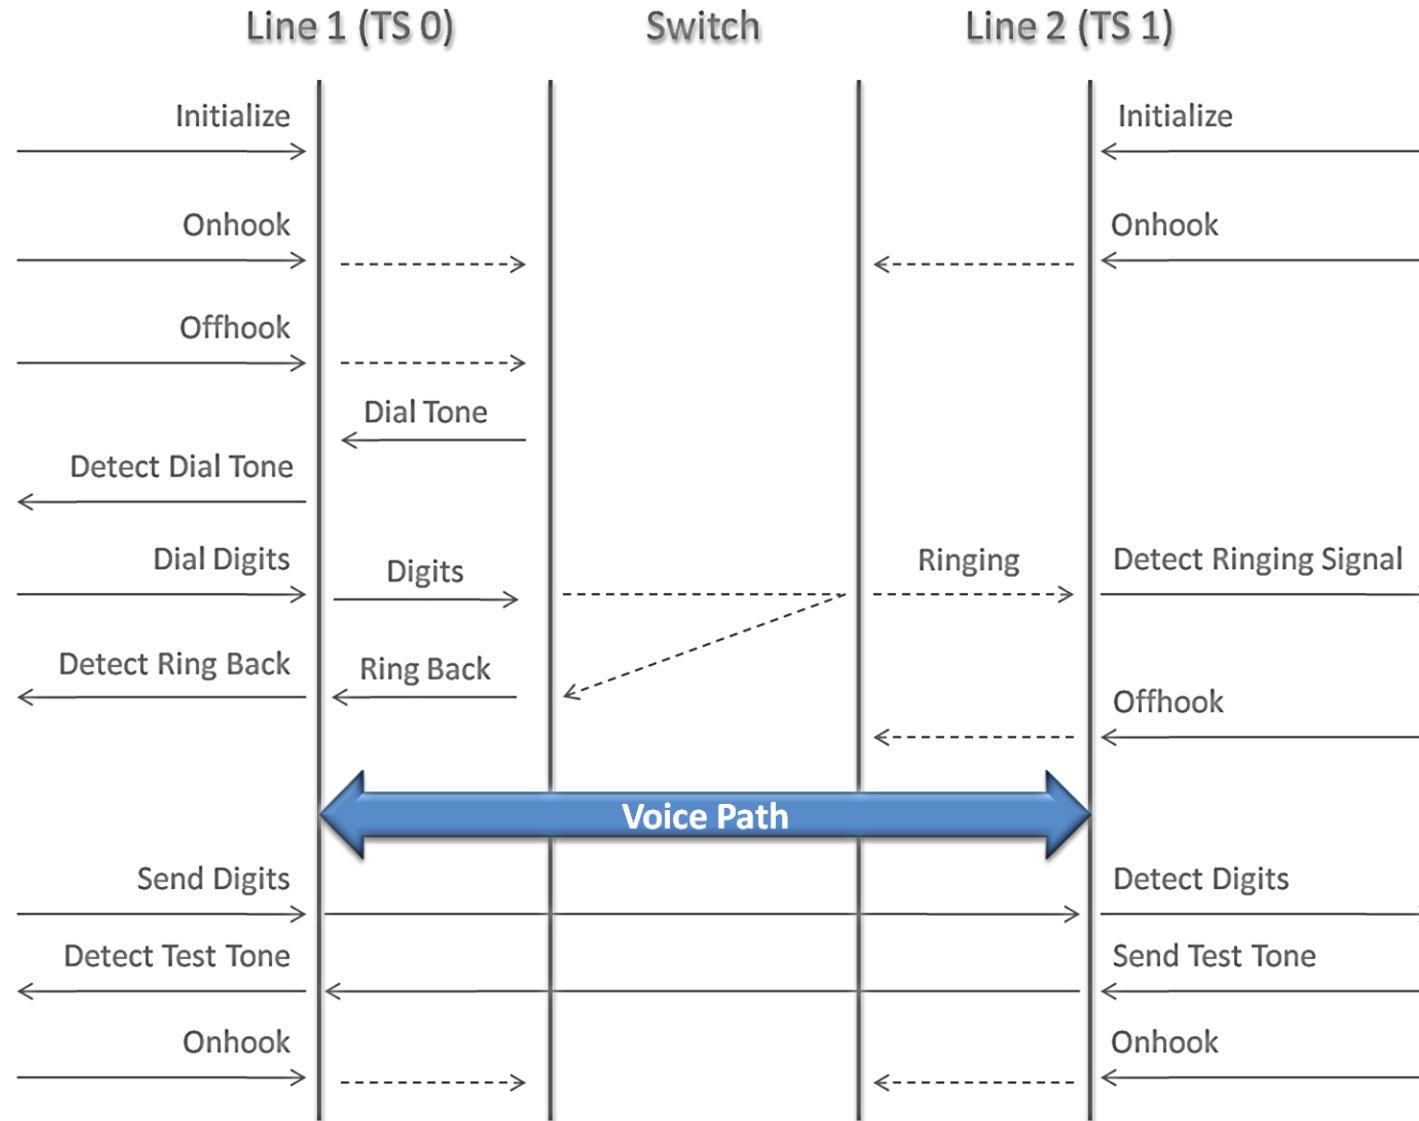 Line 1 (TS 0)
Switch
Line 2 (TS 1)
Initialize
Initialize
Onhook
Onhook
Offhook
Dial Tone
Detect Dial Tone
Dial Digits
Digits
Ringing
Detect Ringing Signal
Detect Ring Back
Ring Back
Offhook
Voice Path
Send Digits
Detect Digits
Detect Test Tone
Send Test Tone
Onhook
Onhook